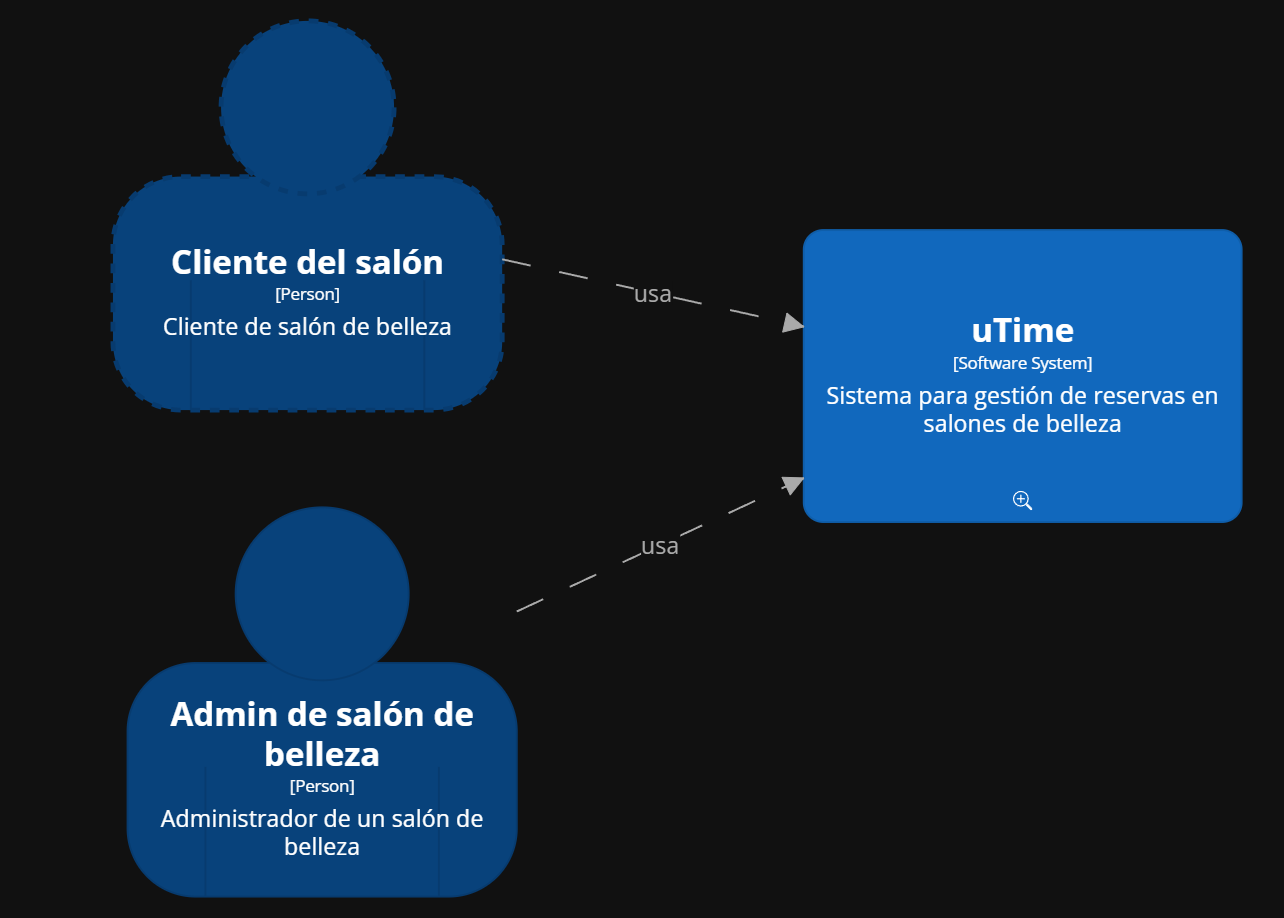 Cliente del salón
[Person]
Cliente de salón de belleza
usa
uTime
[Software System]
Sistema para gestión de reservas en
salones de belleza
usa
Admin de salón de
belleza
[Person]
Administrador de un salón de
belleza